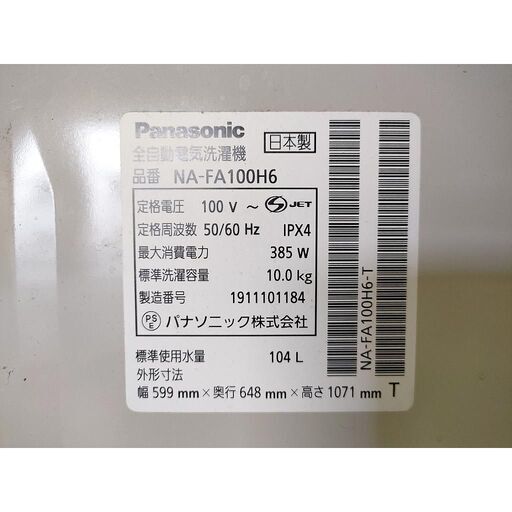 Panasonic
全自動電気洗濯機
日本製
品番 NA-FA100H6
定格電圧 100 V ～ S JET
定格周波数 50/60 Hz IPX4
最大消費電力 385 W
標準洗濯容量 10.0 kg
製造番号 1911101184
PS E パナソニック株式会社
標準使用水量 104 L
外形寸法
幅 599 mm×奥行 648 mm×高さ 1071 mm T
NA-FA100H6-T